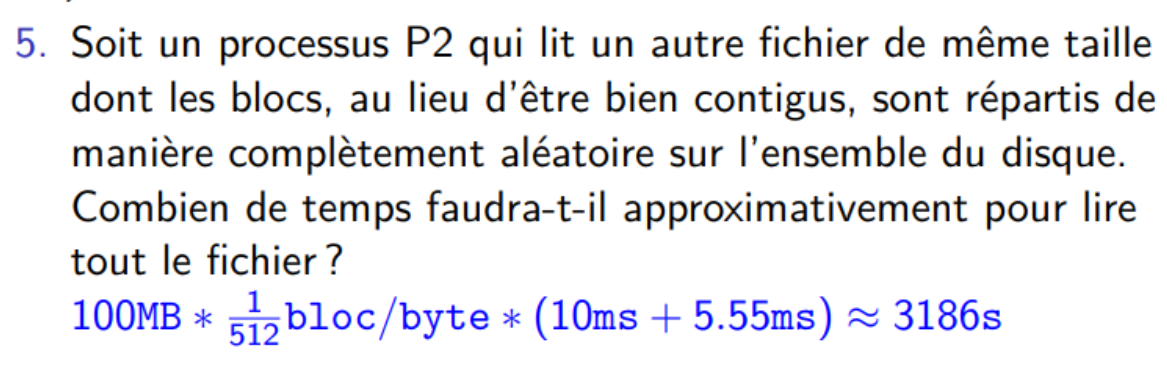 5. Soit un processus P2 qui lit un autre fichier de même taille
dont les blocs, au lieu d'être bien contigus, sont répartis de
manière complètement aléatoire sur l'ensemble du disque.
Combien de temps faudra-t-il approximativement pour lire
tout le fichier ?
100MB * 1/512 bloc/byte * (10ms + 5.55ms) ≈ 3186s